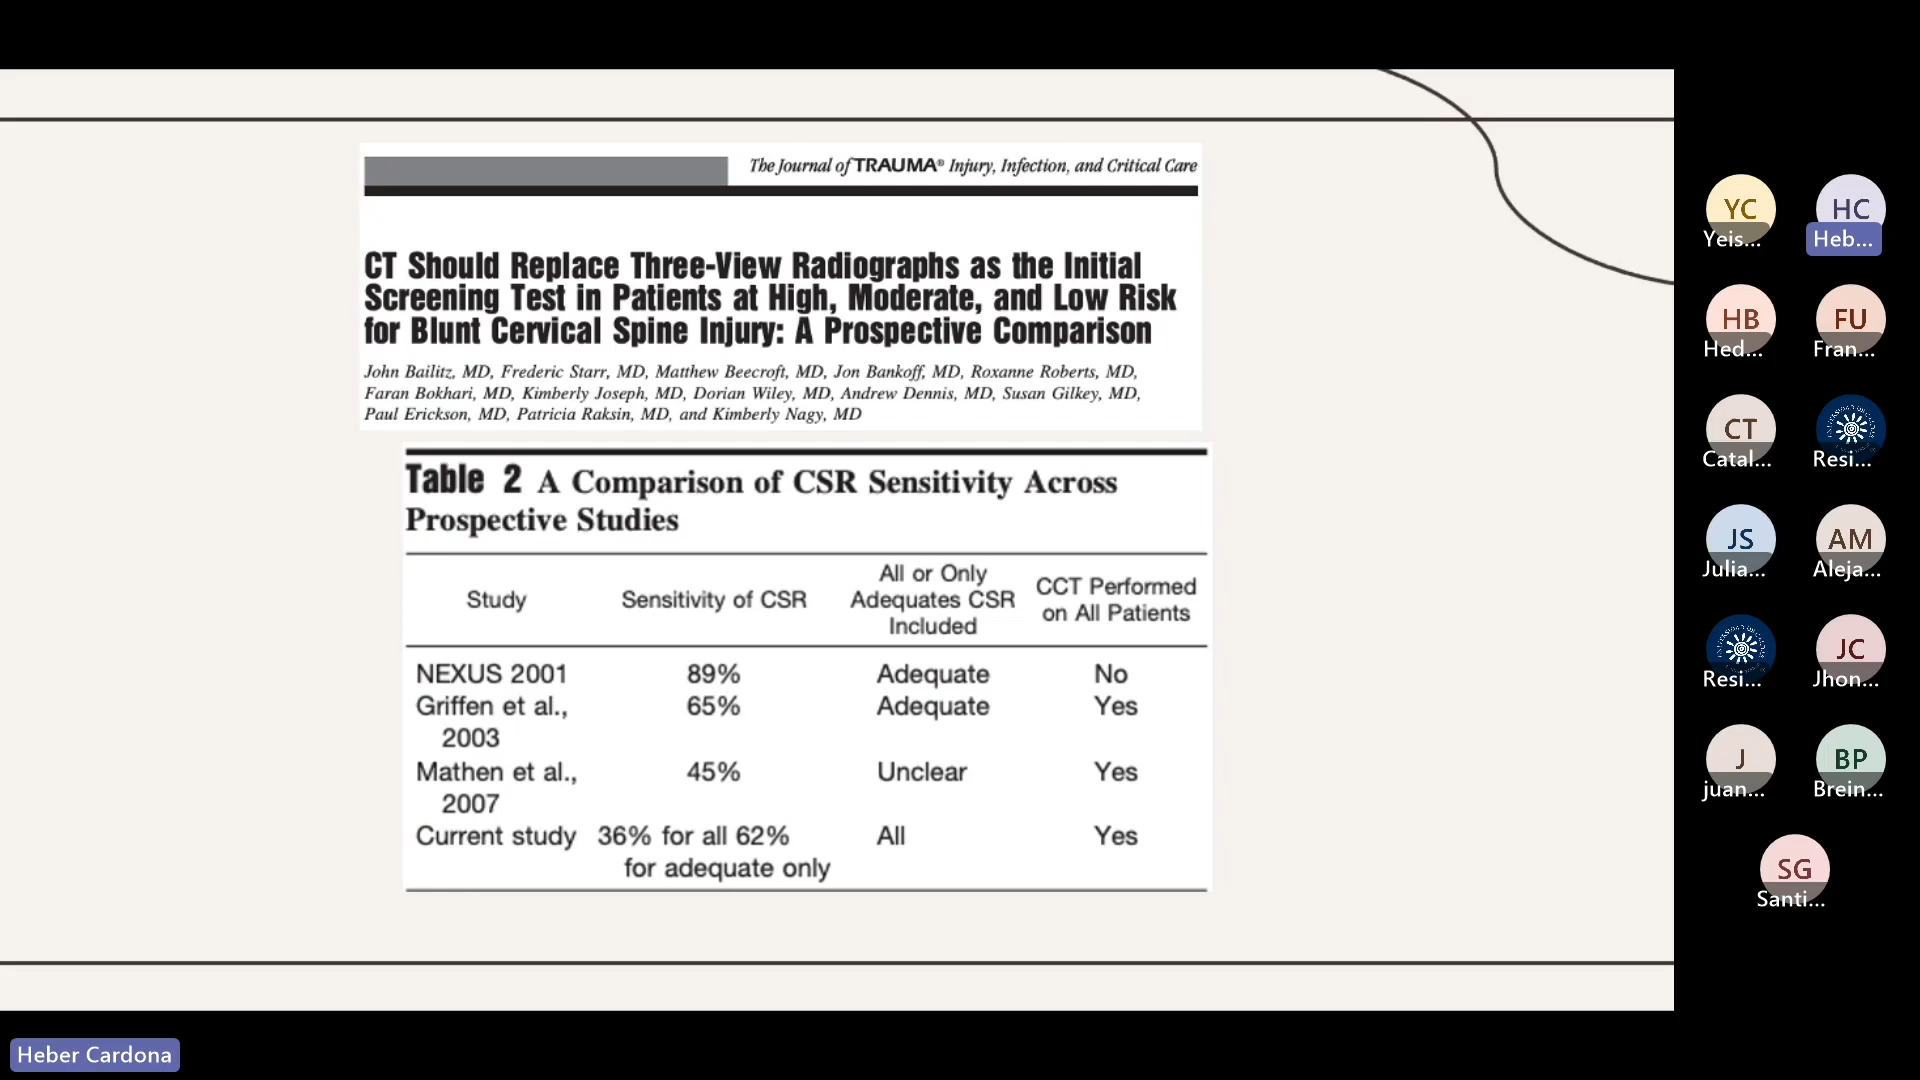 The Journal of TRAUMA® Injury, Infection, and Critical Care
CT Should Replace Three-View Radiographs as the Initial
Screening Test in Patients at High, Moderate, and Low Risk
for Blunt Cervical Spine Injury: A Prospective Comparison
John Bailitz, MD, Frederic Starr, MD, Matthew Beecroft, MD, Jon Bankoff, MD, Roxanne Roberts, MD,
Faran Bokhari, MD, Kimberly Joseph, MD, Dorian Wiley, MD, Andrew Dennis, MD, Susan Gilkey, MD,
Paul Erickson, MD, Patricia Raksin, MD, and Kimberly Nagy, MD
Table 2 A Comparison of CSR Sensitivity Across
Prospective Studies
Study Sensitivity of CSR All or Only Adequates CSR Included CCT Performed on All Patients
NEXUS 2001 89% Adequate No
Griffen et al., 65% Adequate Yes
2003
Mathen et al., 45% Unclear Yes
2007
Current study 36% for all 62% All Yes
for adequate only
YC HC
Yeis... Heb...
HB FU
Hed... Fran...
CT
Catal... Resi...
JS AM
Julia... Aleja...
JC
Resi... Jhon...
J BP
juan... Brein...
SG
Santi...
Heber Cardona